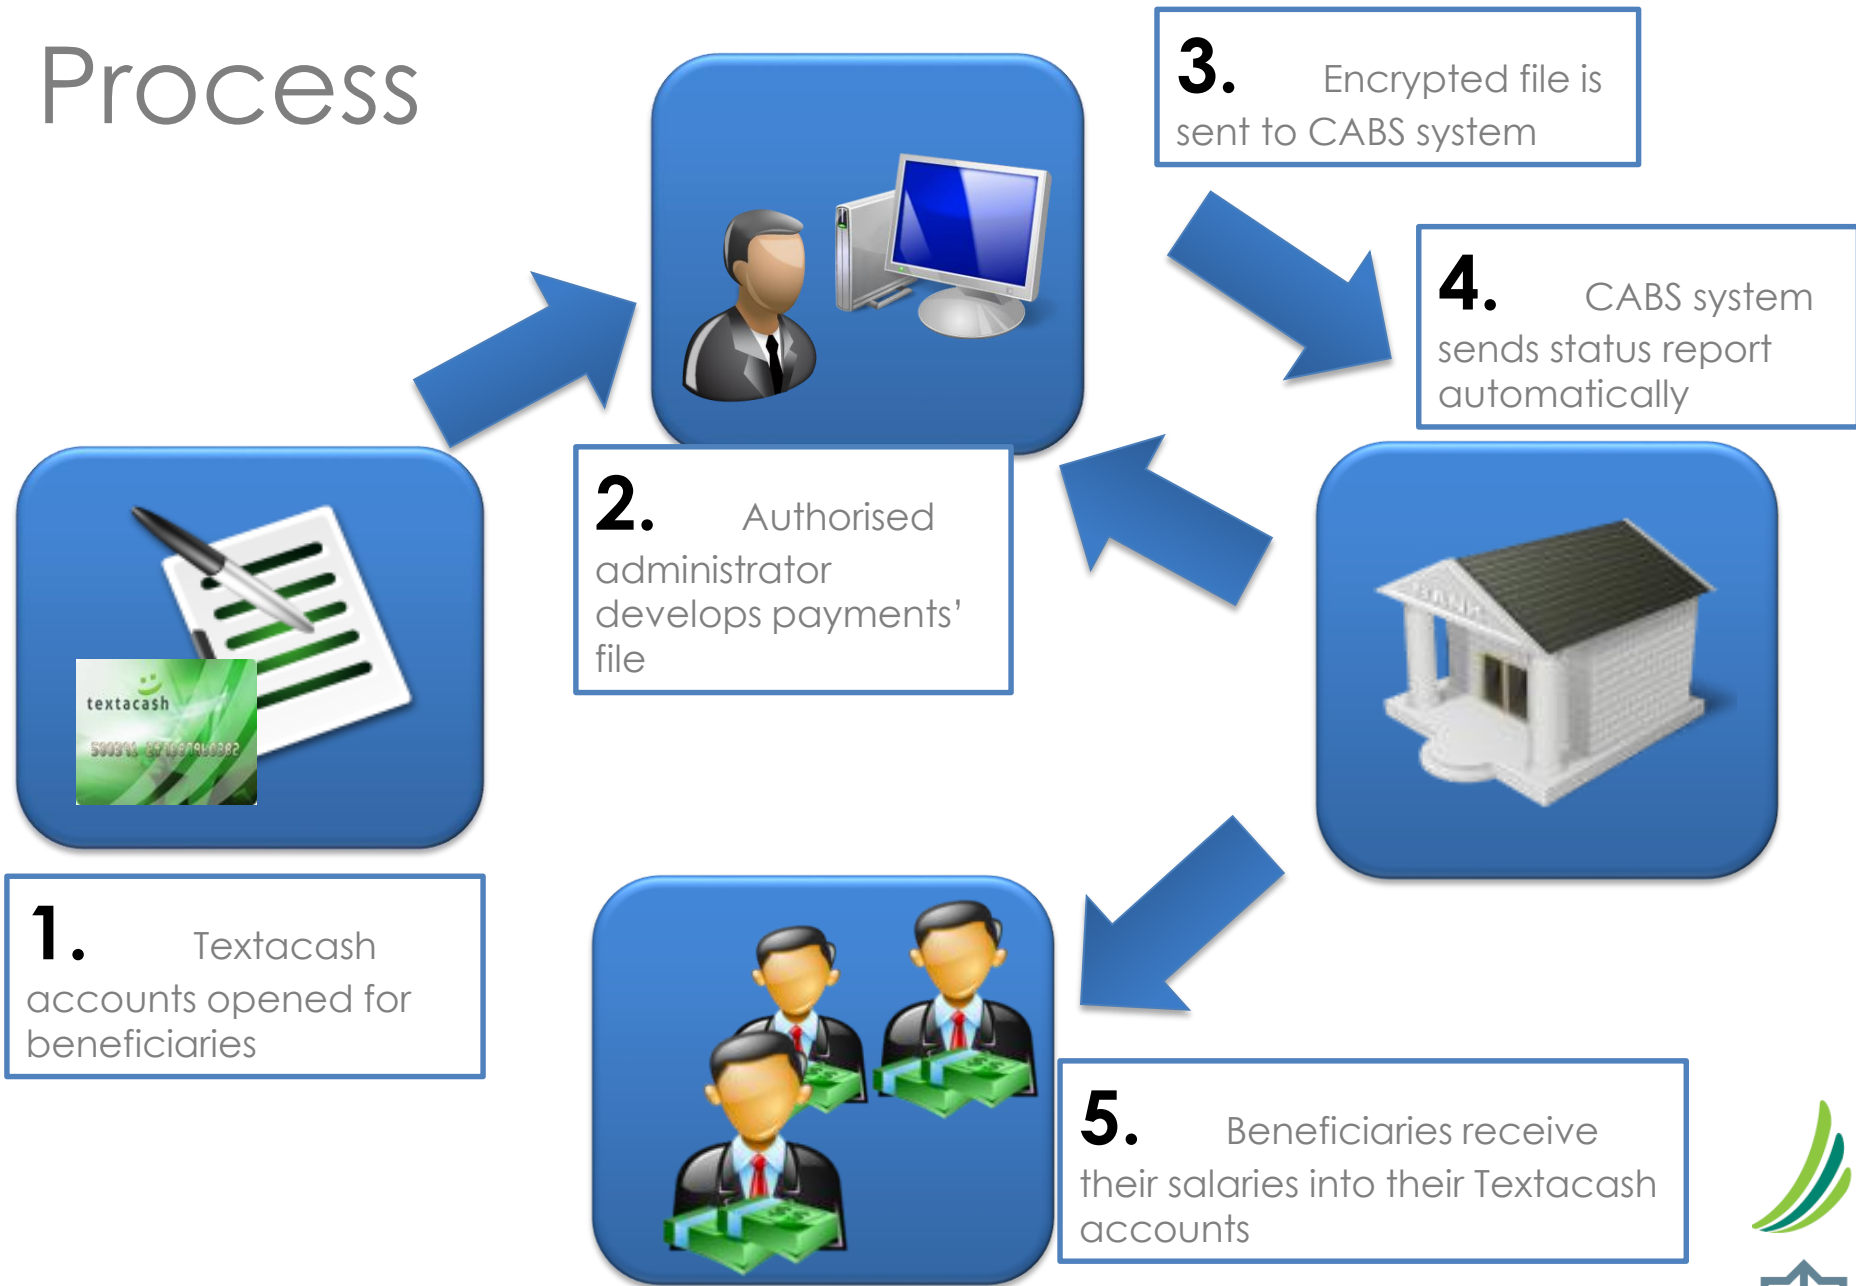 Process
3. Encrypted file is
sent to CABS system
4. CABS system
sends status report
automatically
2. Authorised
administrator
develops payments’
file
BANK
textacash
1. Textacash
accounts opened for
beneficiaries
5. Beneficiaries receive
their salaries into their Textacash
accounts